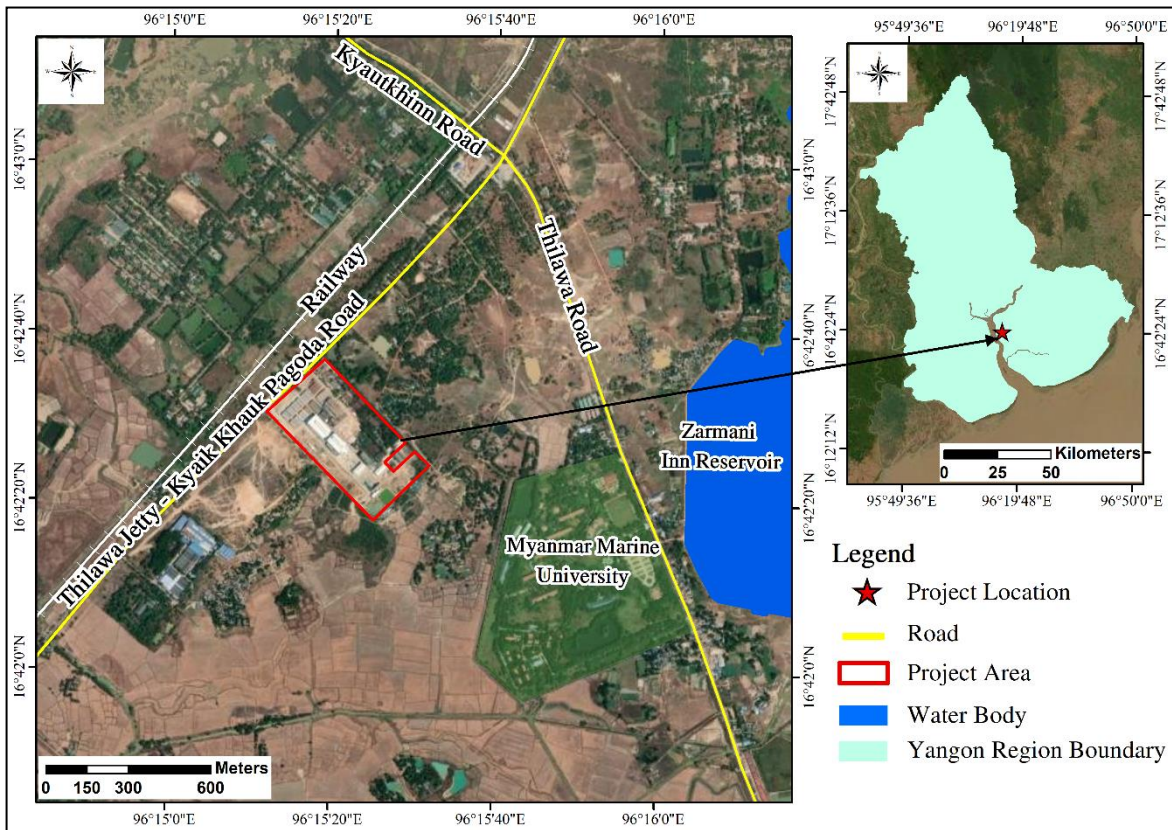 96°15'0"E
96°15'20"E
96°15'40"E
96°16'0"E
16°43'0"N
16°42'40"N
16°42'20"N
16°42'0"N
Kyautkhinn Road
Railway
Thilawa Road
Thilawa Jetty - Kyaik Khauk Pagoda Road
Zarmani
Inn Reservoir
Myanmar Marine
University
Meters
0 150 300 600
16°43'0"N
16°42'40"N
16°42'20"N
16°42'0"N
96°15'0"E
96°15'20"E
96°15'40"E
96°16'0"E
95°49'36"E
96°19'48"E
96°50'0"E
17°42'48"N
17°12'36"N
16°42'24"N
16°12'12"N
17°42'48"N
17°12'36"N
16°42'24"N
16°12'12"N
Kilometers
0 25 50
95°49'36"E
96°19'48"E
96°50'0"E
Legend
Project Location
Road
Project Area
Water Body
Yangon Region Boundary